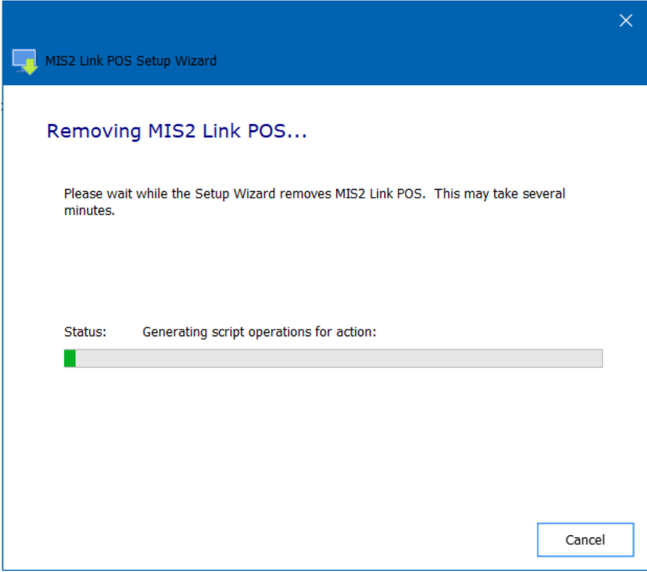 MIS2 Link POS Setup Wizard
Removing MIS2 Link POS...
Please wait while the Setup Wizard removes MIS2 Link POS.  This may take several
minutes.
Status: Generating script operations for action:
Cancel